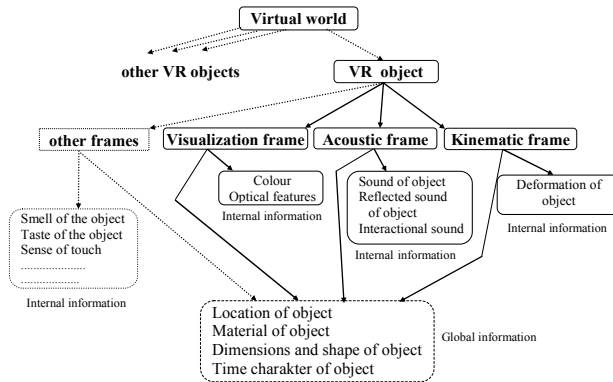 Virtual world
other VR objects
VR object
other frames
Visualization frame
Acoustic frame
Kinematic frame
Colour
Optical features
Internal information
Sound of object
Reflected sound
of object
Interactional sound
Internal information
Deformation of
object
Internal information
Smell of the object
Taste of the object
Sense of touch
............................
..........................
Internal information
Location of object
Material of object
Dimensions and shape of object
Time charakter of object
Global information